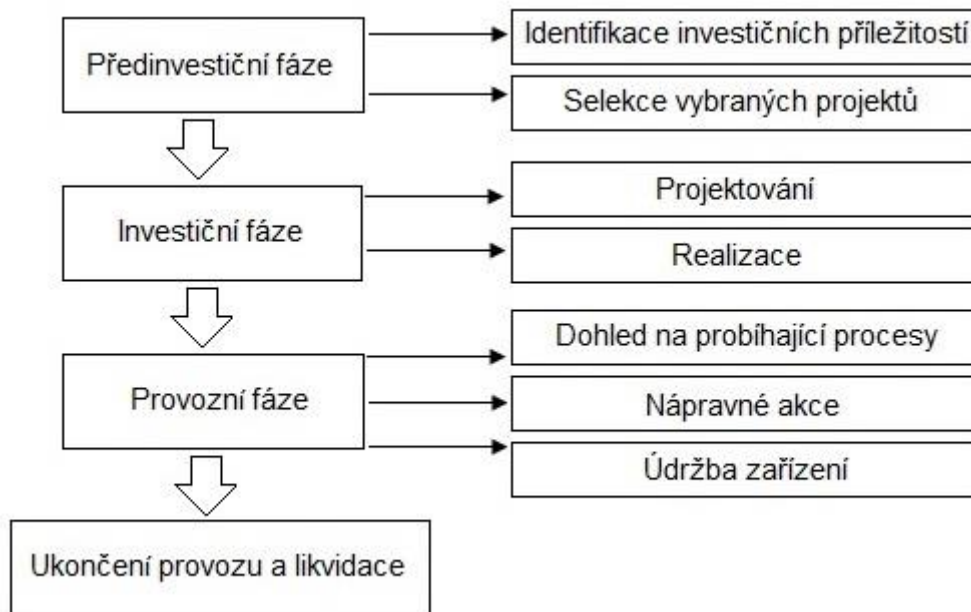 Předinvestiční fáze
Identifikace investičních příležitostí
Selekce vybraných projektů
Investiční fáze
Projektování
Realizace
Provozní fáze
Dohled na probíhající procesy
Nápravné akce
Údržba zařízení
Ukončení provozu a likvidace